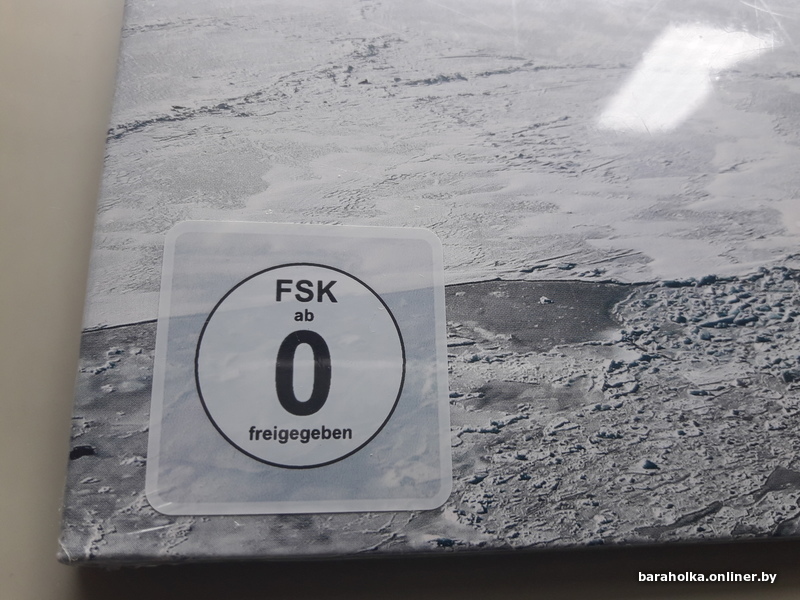 FSK
ab
0
freigegeben
baraholka.onliner.by